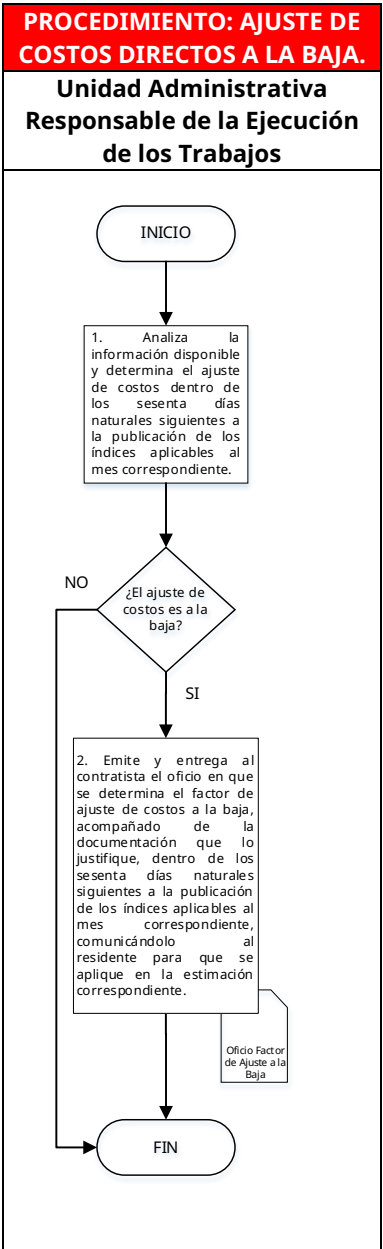 PROCEDIMIENTO: AJUSTE DE
COSTOS DIRECTOS A LA BAJA.
Unidad Administrativa
Responsable de la Ejecución
de los Trabajos
INICIO
1. Analiza la
información disponible
y determina el ajuste
de costos dentro de
los sesenta días
naturales siguientes a
la publicación de los
índices aplicables al
mes correspondiente.
NO
¿El ajuste de
costos es a la
baja?
SI
2. Emite y entrega al
contratista el oficio en que
se determina el factor de
ajuste de costos a la baja,
acompañado de la
documentación que lo
justifique, dentro de los
sesenta días naturales
siguientes a la publicación
de los índices aplicables al
mes correspondiente,
comunicándolo al
residente para que se
aplique en la estimación
correspondiente.
Oficio Factor
de Ajuste a la
Baja
FIN